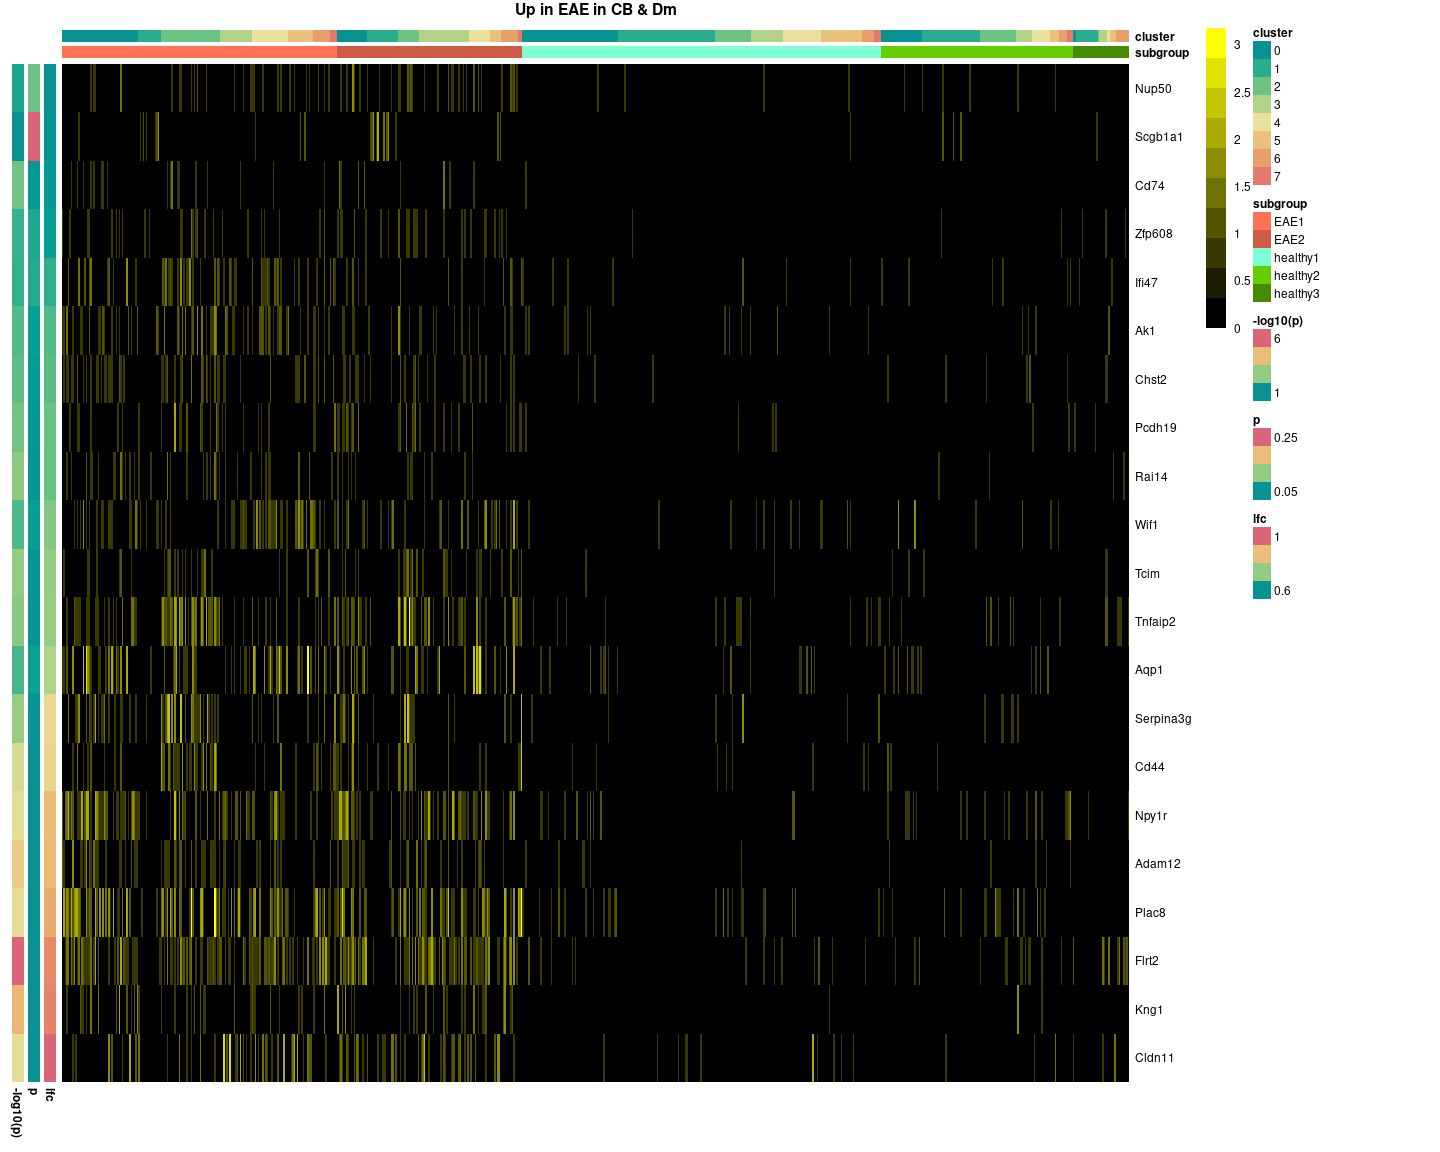 Up in EAE in CB & Dm
cluster
subgroup
Nup50
Scgb1a1
Cd74
Zfp608
Ifi47
Ak1
Chst2
Pcdh19
Rai14
Wif1
Tcim
Tnfaip2
Aqp1
Serpina3g
Cd44
Npy1r
Adam12
Plac8
Flrt2
Kng1
Cldn11
-log10(p)
p
lfc
3
2.5
2
1.5
1
0.5
0
cluster
0
1
2
3
4
5
6
7
subgroup
EAE1
EAE2
healthy1
healthy2
healthy3
-log10(p)
6
1
p
0.25
0.05
lfc
1
0.6